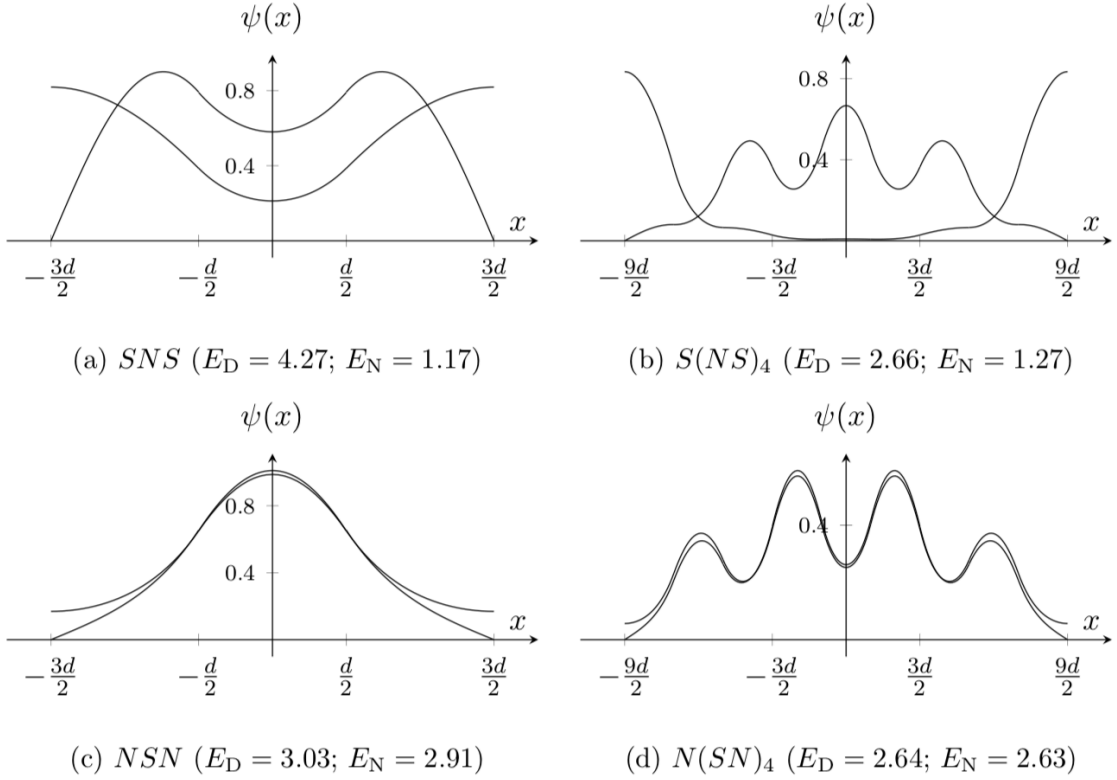 ψ(x)
0.8
0.4
x
−3d/2
−d/2
d/2
3d/2
(a) SNS (E_D = 4.27; E_N = 1.17)
ψ(x)
0.8
0.4
x
−9d/2
−3d/2
3d/2
9d/2
(b) S(NS)₄ (E_D = 2.66; E_N = 1.27)
ψ(x)
0.8
0.4
x
−3d/2
−d/2
d/2
3d/2
(c) NSN (E_D = 3.03; E_N = 2.91)
ψ(x)
0.4
x
−9d/2
−3d/2
3d/2
9d/2
(d) N(SN)₄ (E_D = 2.64; E_N = 2.63)